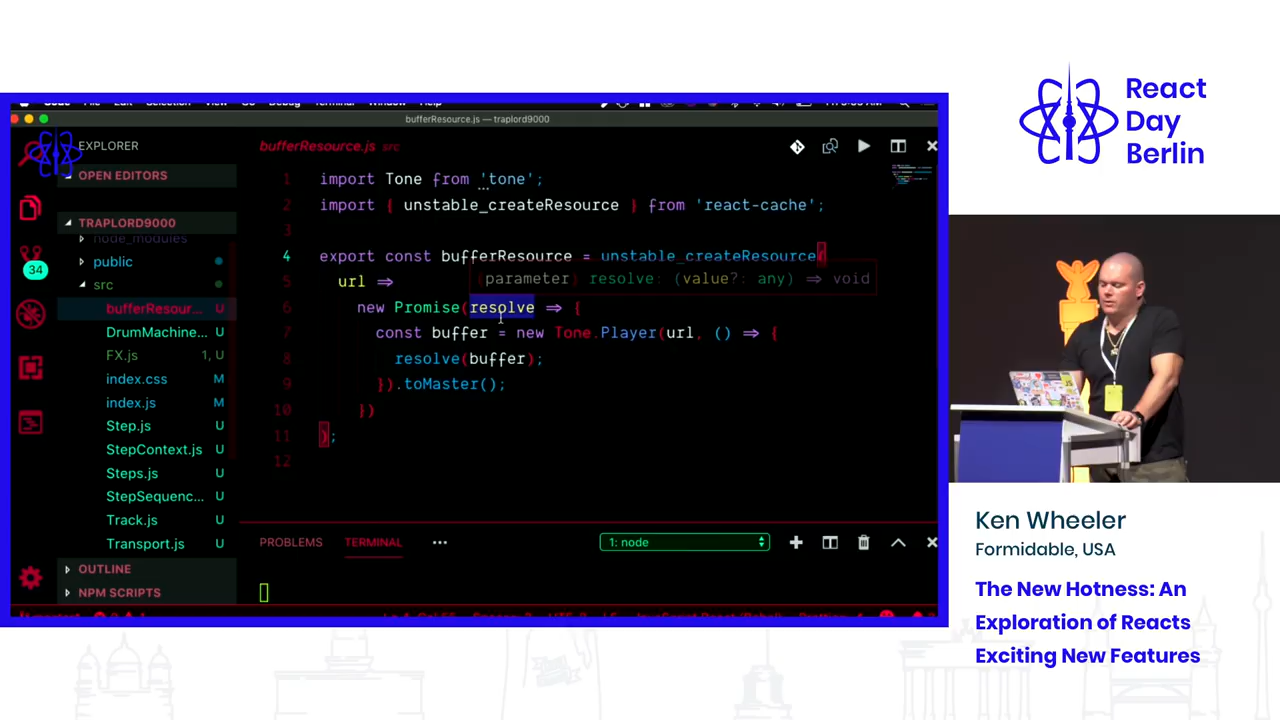 React
Day
Berlin
bufferResource.js — traplord9000
EXPLORER
bufferResource.js src
OPEN EDITORS
TRAPLORD9000
node_modules
public
src
bufferResour...
DrumMachine... U
FX.js 1, U
index.css M
index.js M
Step.js U
StepContext.js U
Steps.js U
StepSequenc... U
Track.js U
Transport.js U
OUTLINE
NPM SCRIPTS
34
1 import Tone from 'tone';
2 import { unstable_createResource } from 'react-cache';
3
4 export const bufferResource = unstable_createResource(
(parameter) resolve: (value?: any) => void
5 url =>
6 new Promise(resolve => {
7 const buffer = new Tone.Player(url, () => {
8 resolve(buffer);
9 }).toMaster();
10 })
11 );
12
PROBLEMS
TERMINAL
...
1: node
Ken Wheeler
Formidable, USA
The New Hotness: An
Exploration of Reacts
Exciting New Features